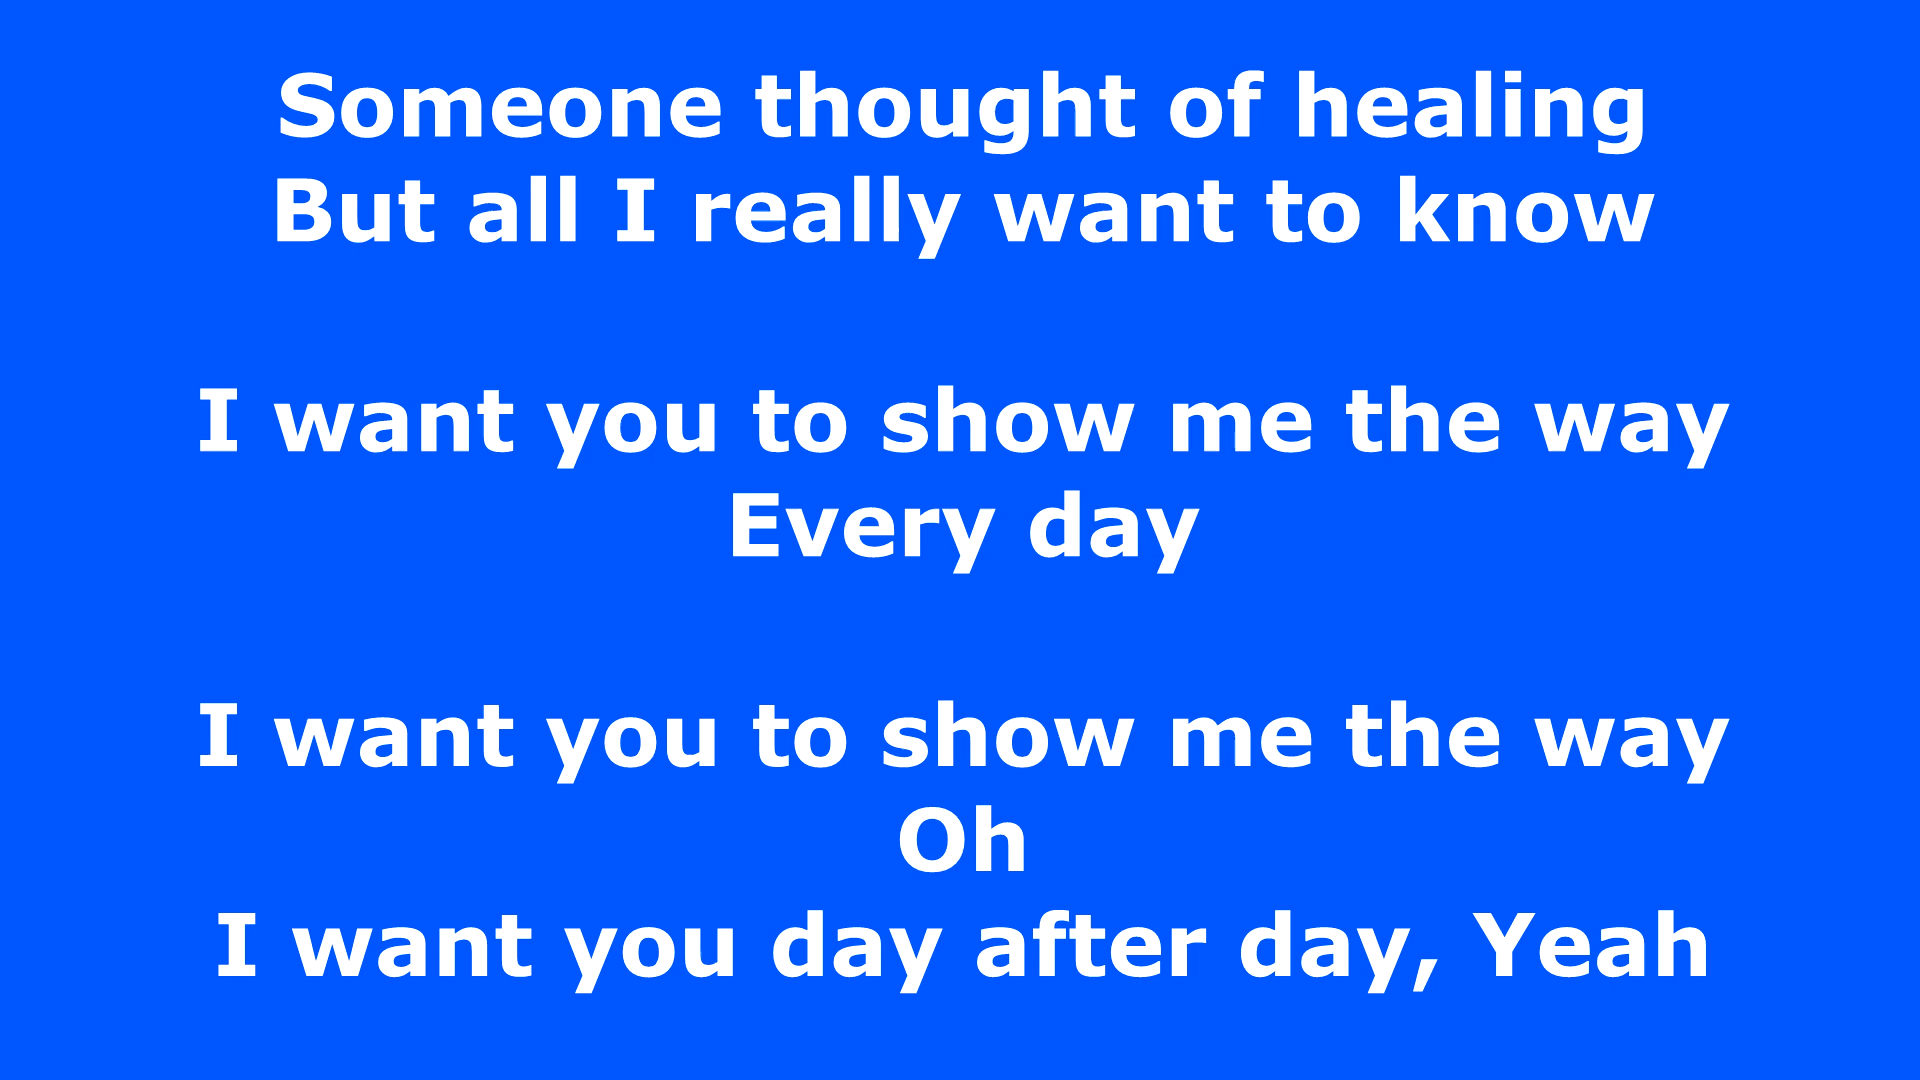 Someone thought of healing
But all I really want to know
I want you to show me the way
Every day
I want you to show me the way
Oh
I want you day after day, Yeah